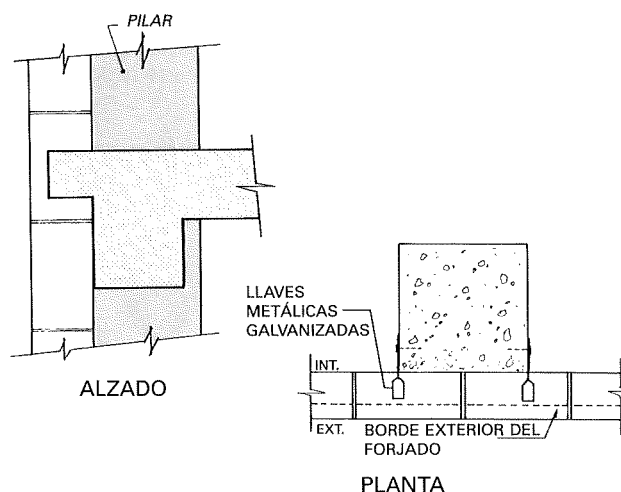 PILAR
ALZADO
LLAVES
METÁLICAS
GALVANIZADAS
INT.
EXT. BORDE EXTERIOR DEL
FORJADO
PLANTA